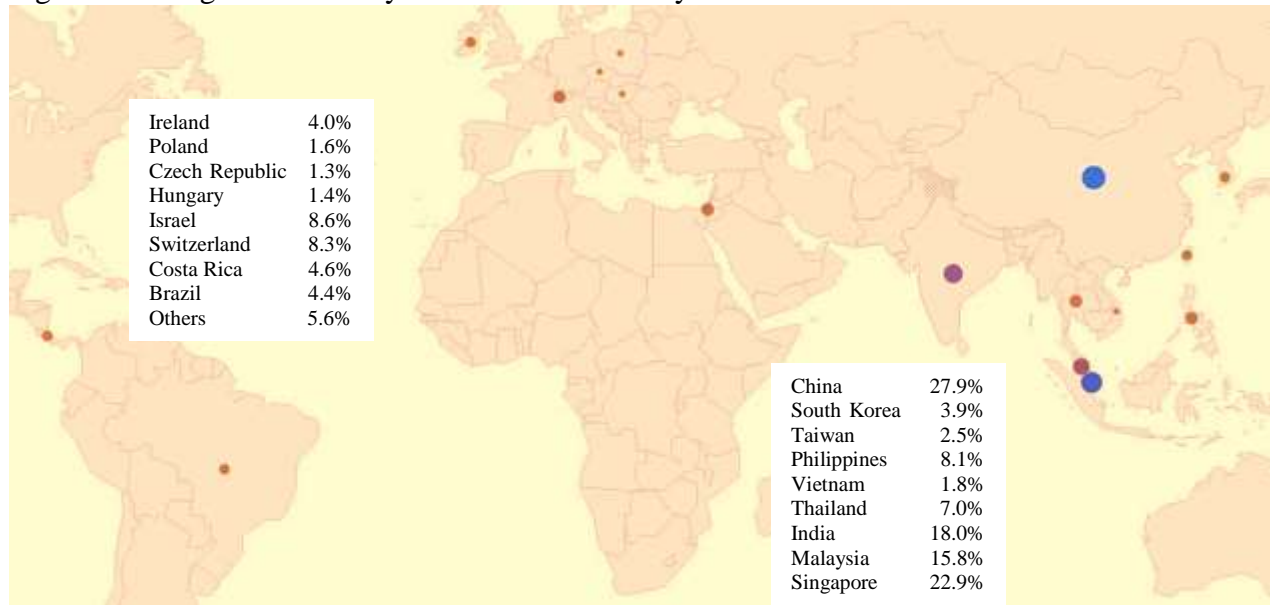 Ireland 4.0%
Poland 1.6%
Czech Republic 1.3%
Hungary 1.4%
Israel 8.6%
Switzerland 8.3%
Costa Rica 4.6%
Brazil 4.4%
Others 5.6%
China 27.9%
South Korea 3.9%
Taiwan 2.5%
Philippines 8.1%
Vietnam 1.8%
Thailand 7.0%
India 18.0%
Malaysia 15.8%
Singapore 22.9%